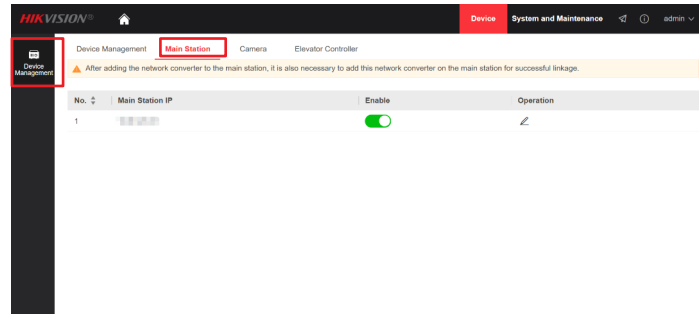 HIKVISION®
Device
System and Maintenance
admin
Device Management
Device Management
Main Station
Camera
Elevator Controller
After adding the network converter to the main station, it is also necessary to add this network converter on the main station for successful linkage.
No.
Main Station IP
Enable
Operation
1